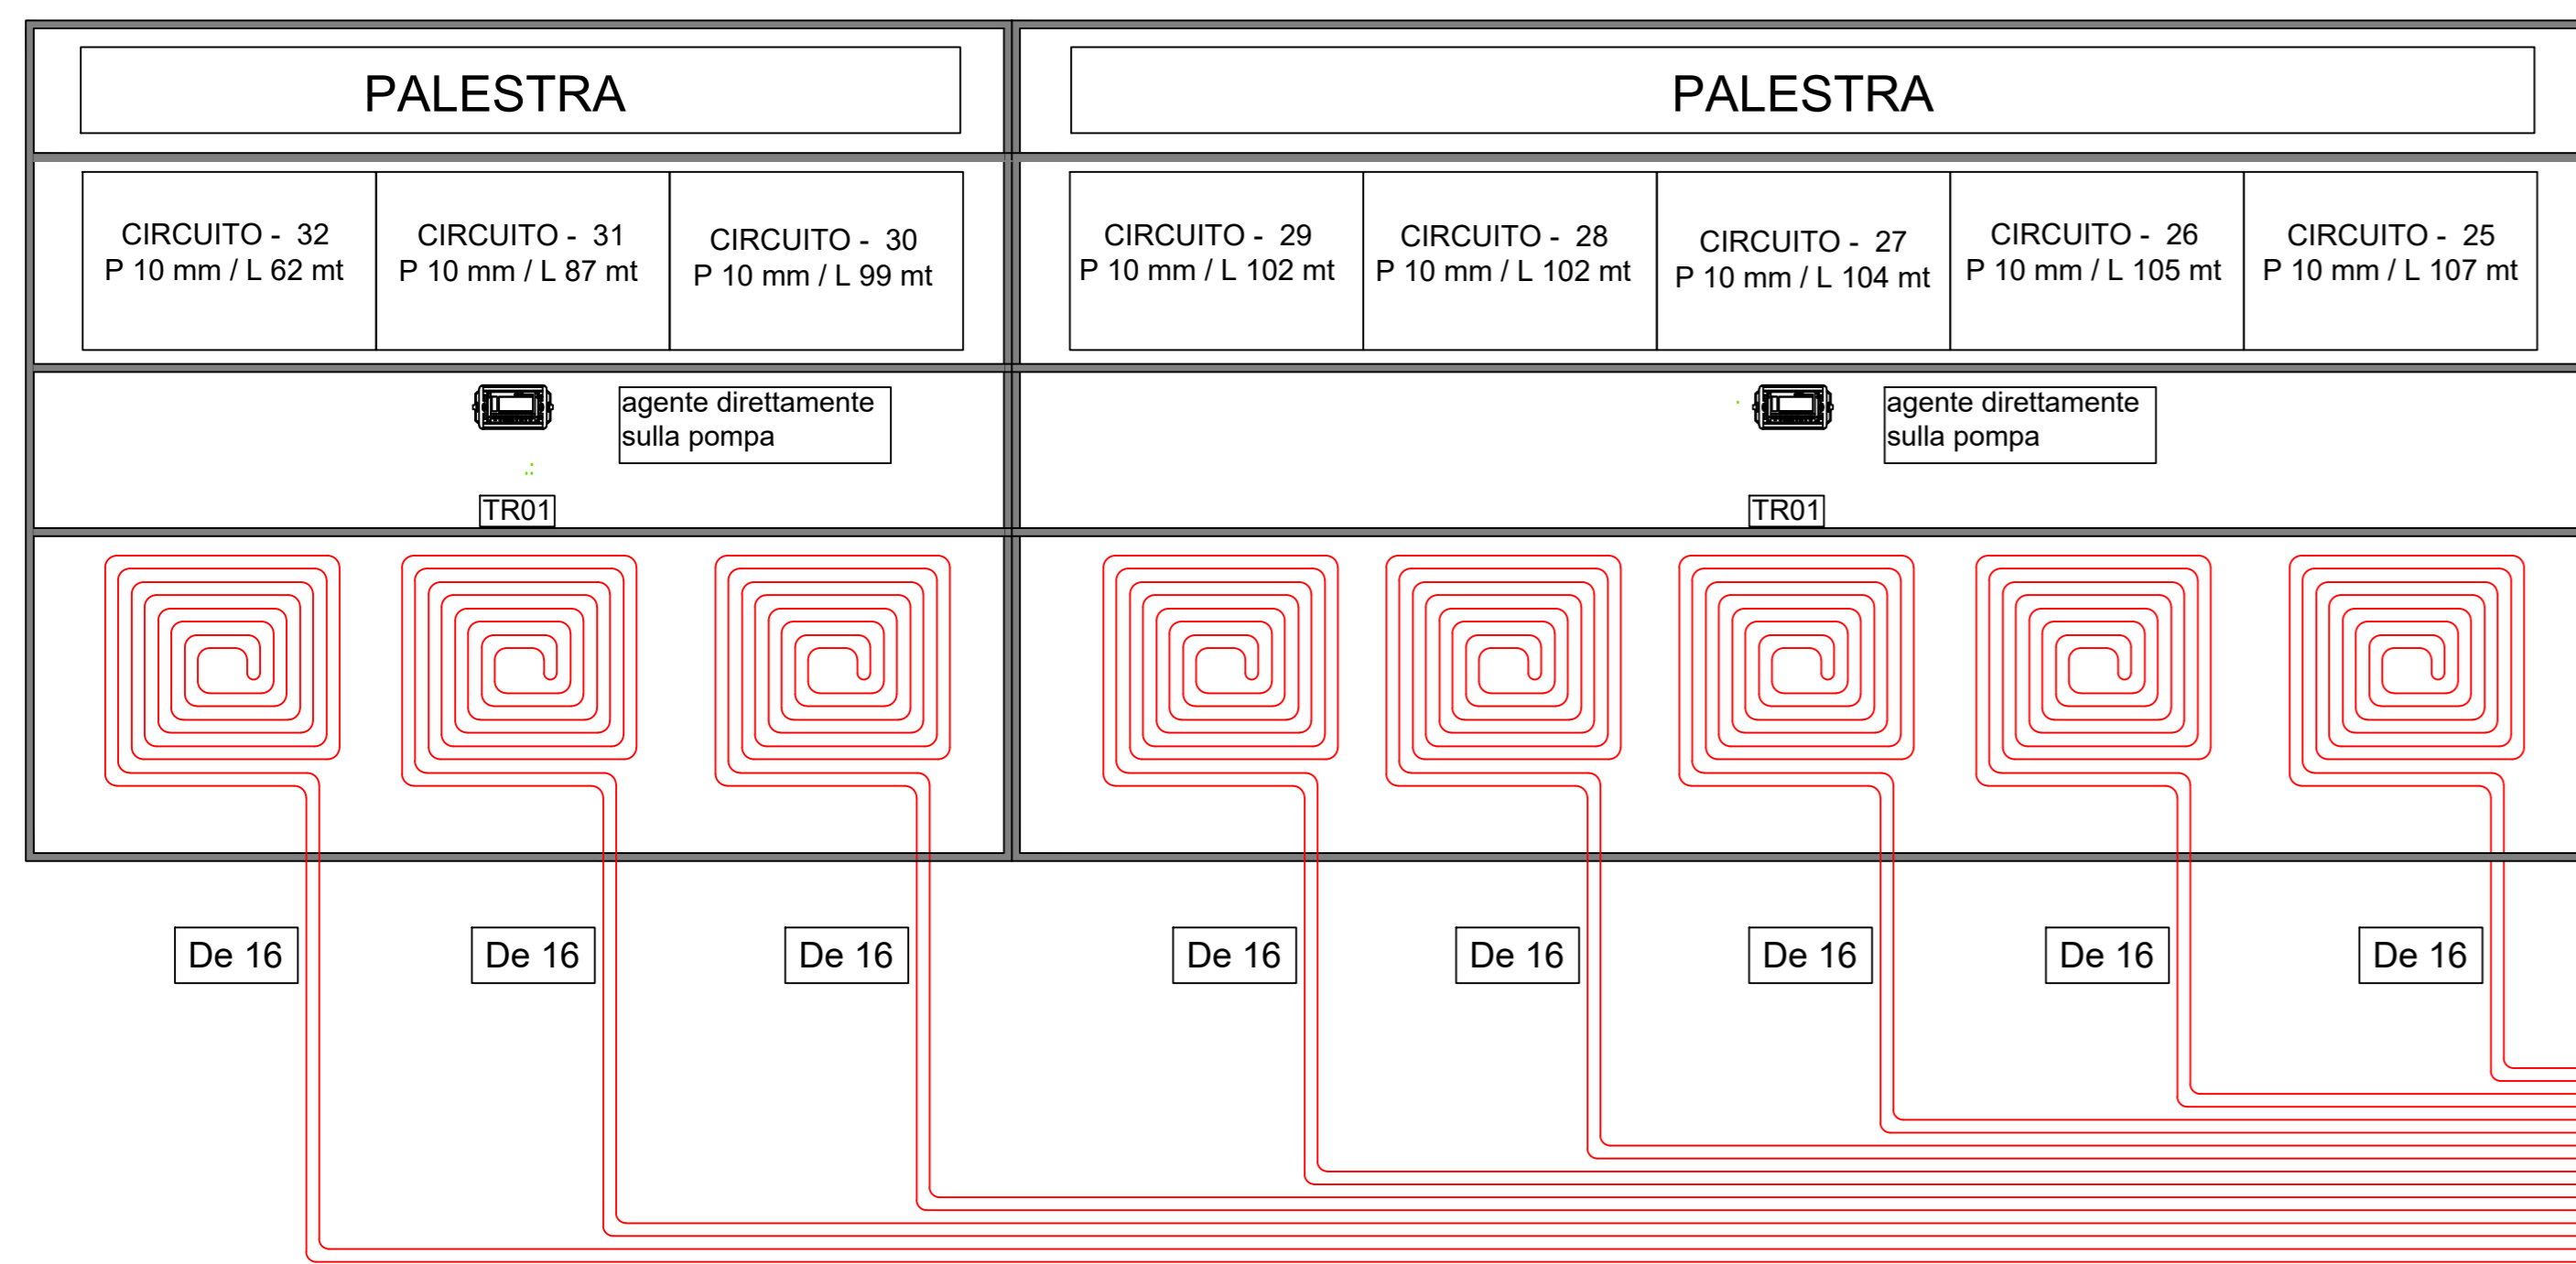 PALESTRA
PALESTRA
CIRCUITO - 32
P 10 mm / L 62 mt
CIRCUITO - 31
P 10 mm / L 87 mt
CIRCUITO - 30
P 10 mm / L 99 mt
CIRCUITO - 29
P 10 mm / L 102 mt
CIRCUITO - 28
P 10 mm / L 102 mt
CIRCUITO - 27
P 10 mm / L 104 mt
CIRCUITO - 26
P 10 mm / L 105 mt
CIRCUITO - 25
P 10 mm / L 107 mt
agente direttamente
sulla pompa
TR01
agente direttamente
sulla pompa
TR01
De 16
De 16
De 16
De 16
De 16
De 16
De 16
De 16